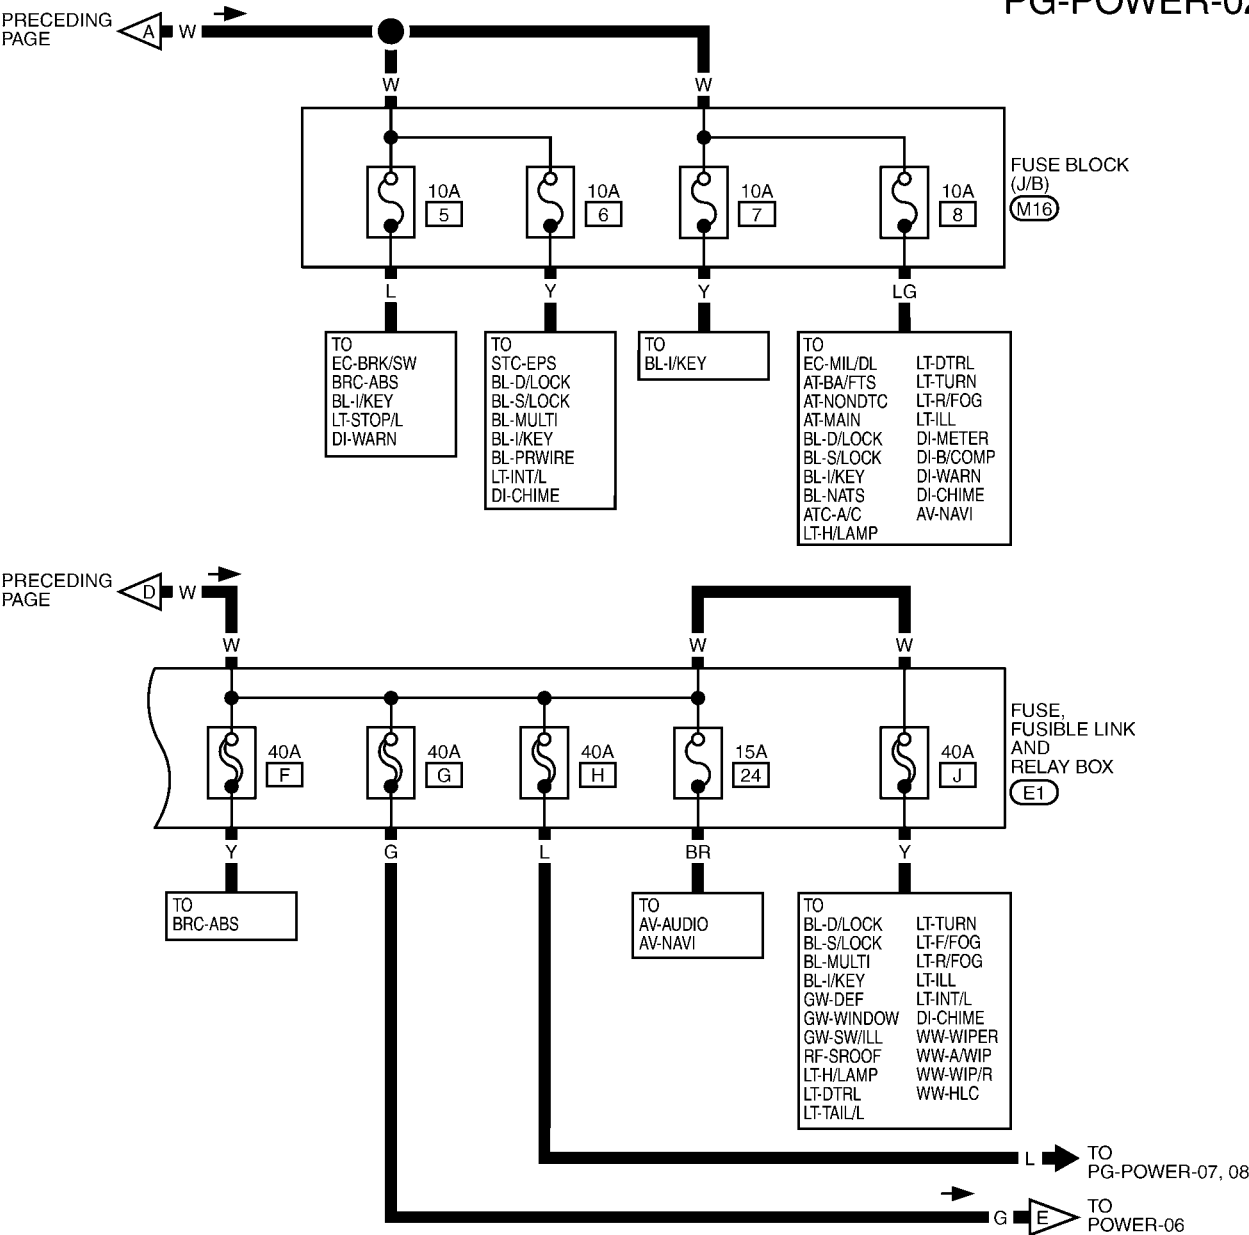 PG-POWER-02
PRECEDING
PAGE
A
W
W
W
FUSE BLOCK
(J/B)
M16
10A
5
10A
6
10A
7
10A
8
L
Y
Y
LG
TO
EC-BRK/SW
BRC-ABS
BL-I/KEY
LT-STOP/L
DI-WARN
TO
STC-EPS
BL-D/LOCK
BL-S/LOCK
BL-MULTI
BL-I/KEY
BL-PRWIRE
LT-INT/L
DI-CHIME
TO
BL-I/KEY
TO
EC-MIL/DL
AT-BA/FTS
AT-NONDTC
AT-MAIN
BL-D/LOCK
BL-S/LOCK
BL-I/KEY
BL-NATS
ATC-A/C
LT-H/LAMP
LT-DTRL
LT-TURN
LT-R/FOG
LT-ILL
DI-METER
DI-B/COMP
DI-WARN
DI-CHIME
AV-NAVI
PRECEDING
PAGE
D
W
W
W
W
FUSE,
FUSIBLE LINK
AND
RELAY BOX
E1
40A
F
40A
G
40A
H
15A
24
40A
J
Y
G
L
BR
Y
TO
BRC-ABS
TO
AV-AUDIO
AV-NAVI
TO
BL-D/LOCK
BL-S/LOCK
BL-MULTI
BL-I/KEY
GW-DEF
GW-WINDOW
GW-SW/ILL
RF-SROOF
LT-H/LAMP
LT-DTRL
LT-TAIL/L
LT-TURN
LT-F/FOG
LT-R/FOG
LT-ILL
LT-INT/L
DI-CHIME
WW-WIPER
WW-A/WIP
WW-WIP/R
WW-HLC
L
TO
PG-POWER-07, 08
G
E
TO
POWER-06